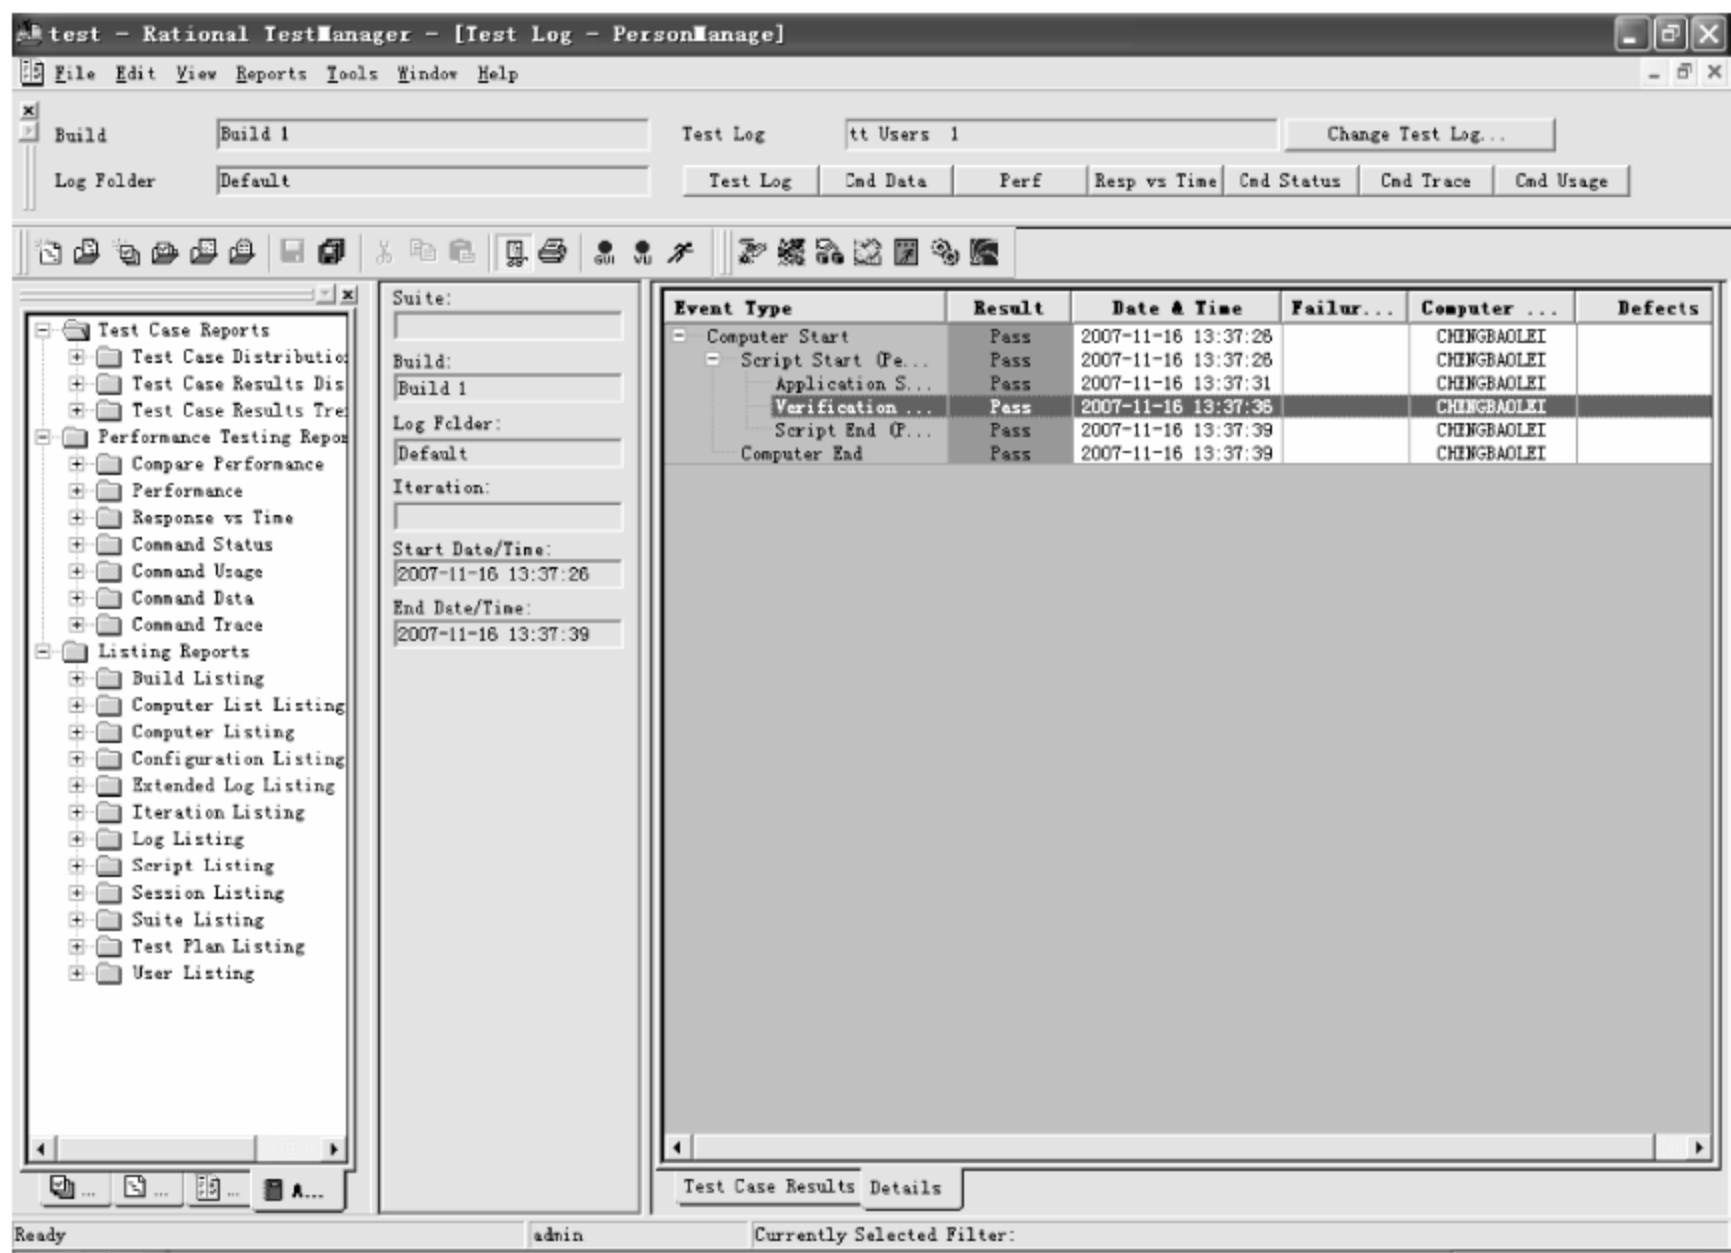 test - Rational TestManager - [Test Log - PersonManage]
File Edit View Reports Tools Window Help
Build Build 1 Test Log tt Users 1 Change Test Log...
Log Folder Default Test Log Cmd Data Perf Resp vs Time Cmd Status Cmd Trace Cmd Usage
GUI VU
Test Case Reports
Test Case Distributio
Test Case Results Dis
Test Case Results Tre
Performance Testing Repor
Compare Performance
Performance
Response vs Time
Command Status
Command Usage
Command Data
Command Trace
Listing Reports
Build Listing
Computer List Listing
Computer Listing
Configuration Listing
Extended Log Listing
Iteration Listing
Log Listing
Script Listing
Session Listing
Suite Listing
Test Plan Listing
User Listing
... ... ... A...
Suite:
Build:
Build 1
Log Folder:
Default
Iteration:
Start Date/Time:
2007-11-16 13:37:26
End Date/Time:
2007-11-16 13:37:39
Event Type Result Date & Time Failur... Computer ... Defects
Computer Start Pass 2007-11-16 13:37:26 CHENGBAOLEI
Script Start (Pe... Pass 2007-11-16 13:37:26 CHENGBAOLEI
Application S... Pass 2007-11-16 13:37:31 CHENGBAOLEI
Verification ... Pass 2007-11-16 13:37:36 CHENGBAOLEI
Script End (P... Pass 2007-11-16 13:37:39 CHENGBAOLEI
Computer End Pass 2007-11-16 13:37:39 CHENGBAOLEI
Test Case Results Details
Ready admin Currently Selected Filter: